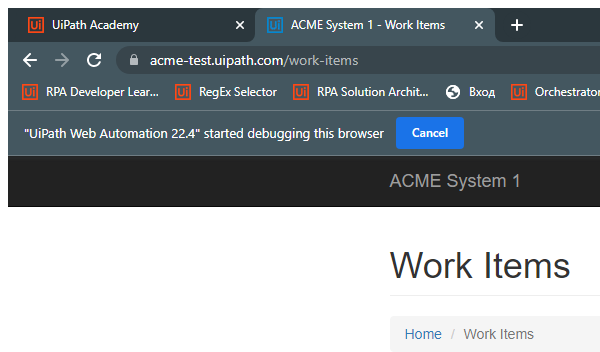 Ui UiPath Academy Ui ACME System 1 - Work Items
acme-test.uipath.com/work-items
Ui RPA Developer Lear... Ui RegEx Selector Ui RPA Solution Archit... Вход Ui Orchestrator
"UiPath Web Automation 22.4" started debugging this browser Cancel
ACME System 1
Work Items
Home / Work Items